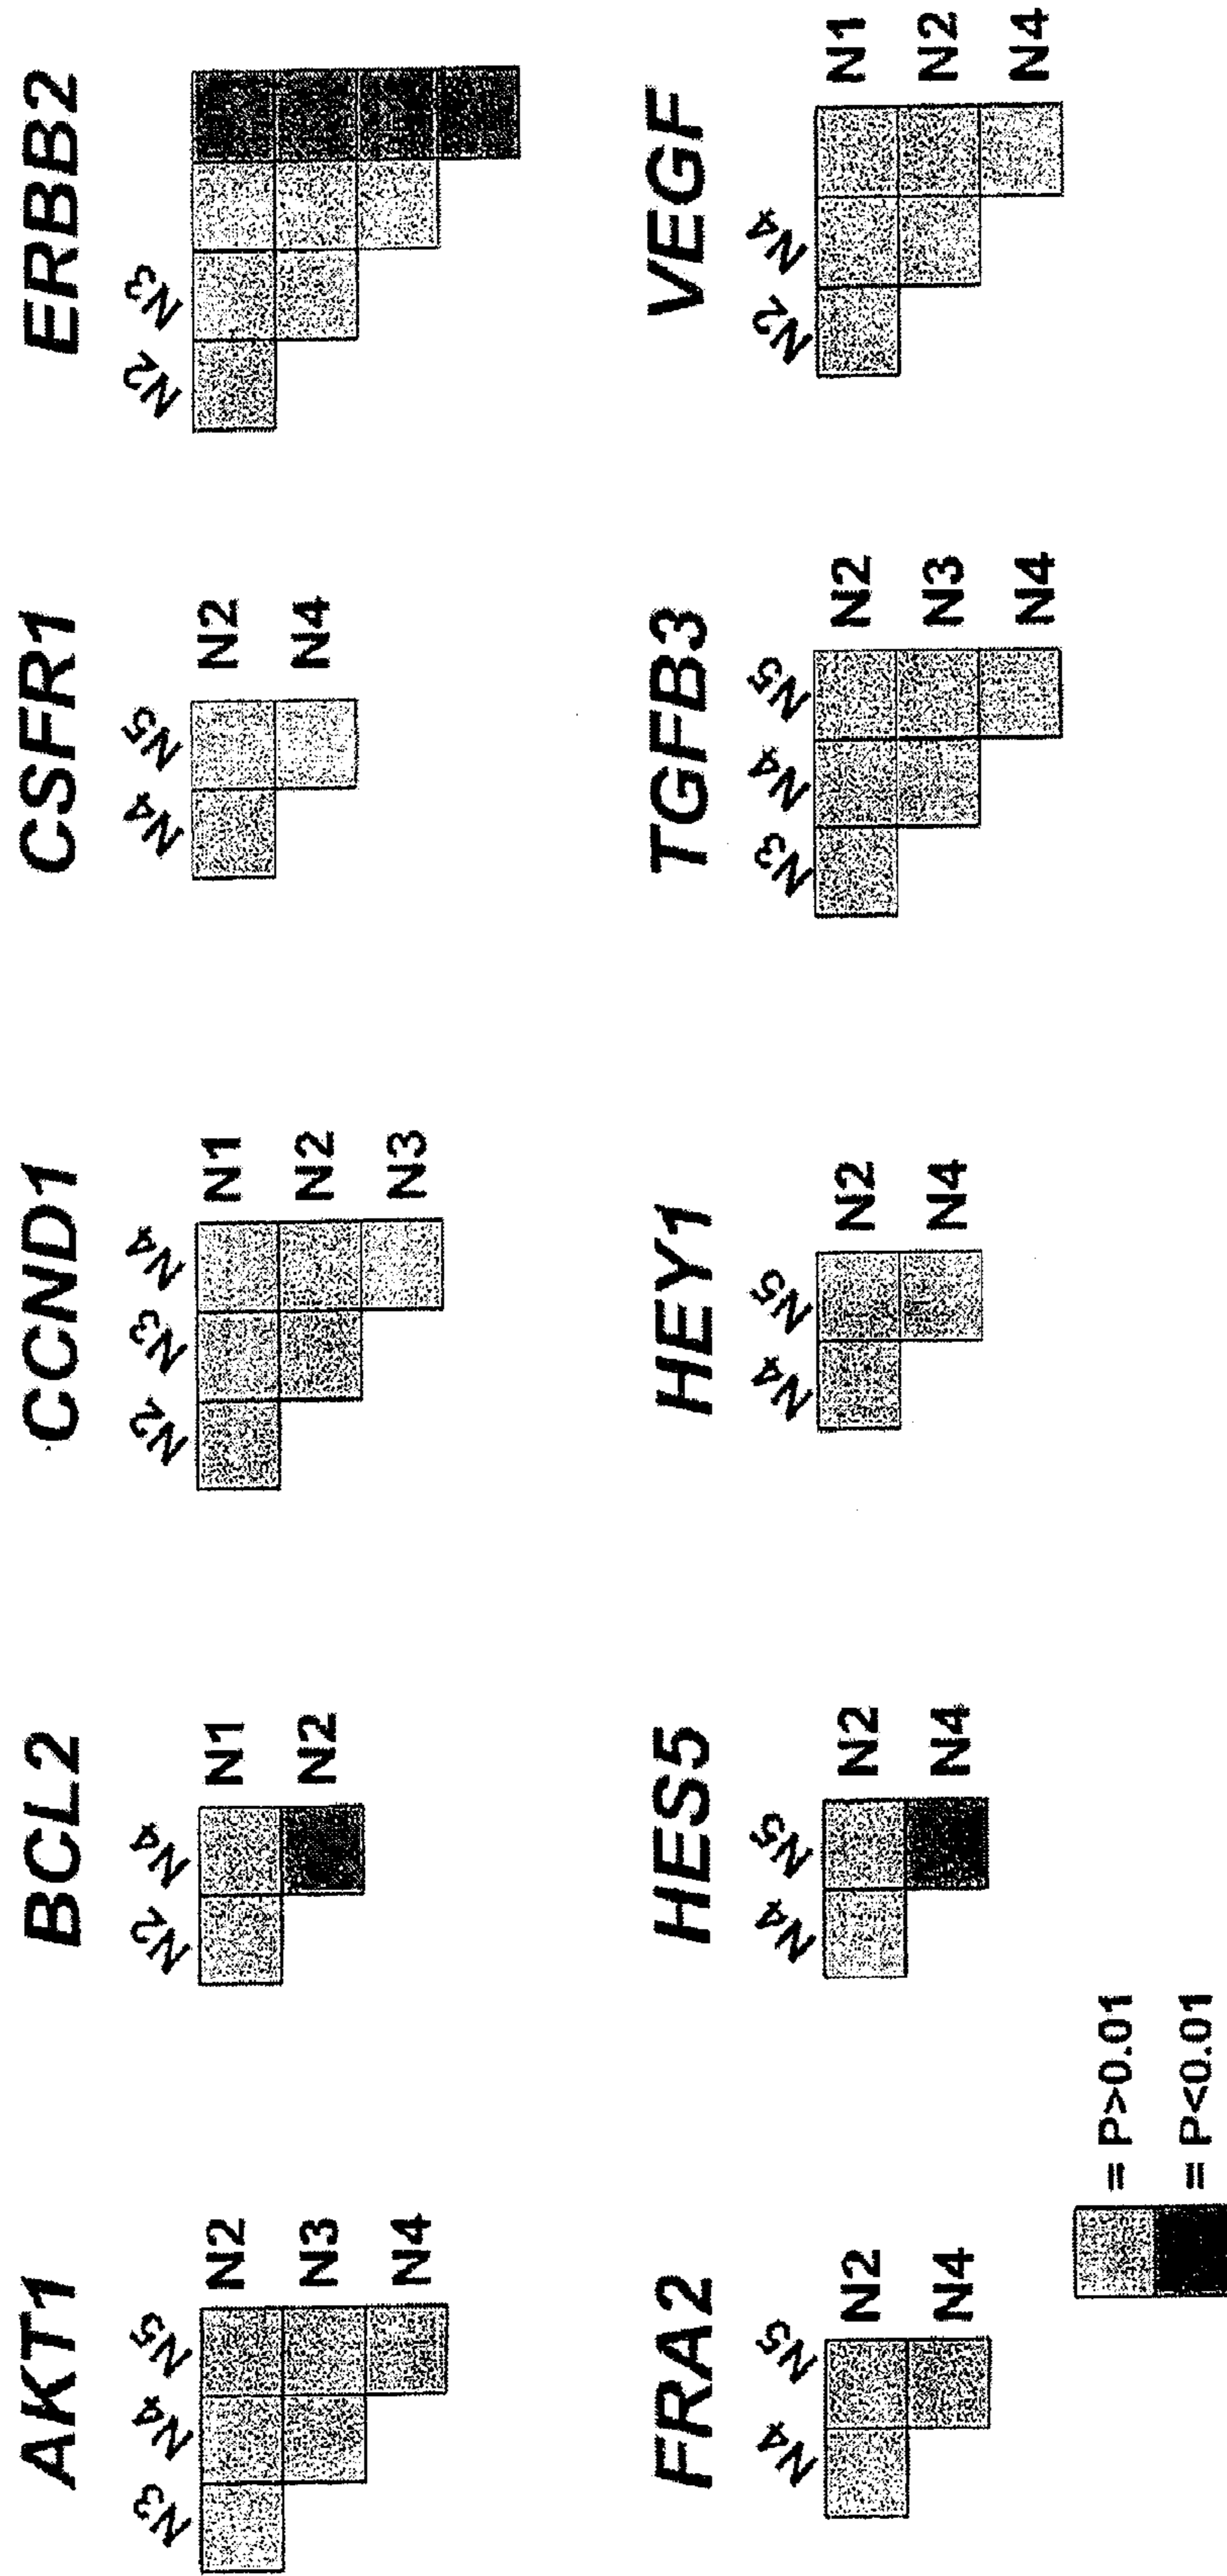 AKT1 BCL2 CCND1 CSFR1 ERBB2
N3 N4 N5 N2 N4 N2 N3 N4 N4 N5 N2 N3
N2 N1 N1 N2
N3 N2 N2 N4
N4 N3
FRA2 HES5 HEY1 TGFB3 VEGF
N4 N5 N4 N5 N4 N5 N3 N4 N5 N2 N4
N2 N2 N2 N2 N1
N4 N4 N4 N3 N2
N4 N4
= P>0.01
= P<0.01